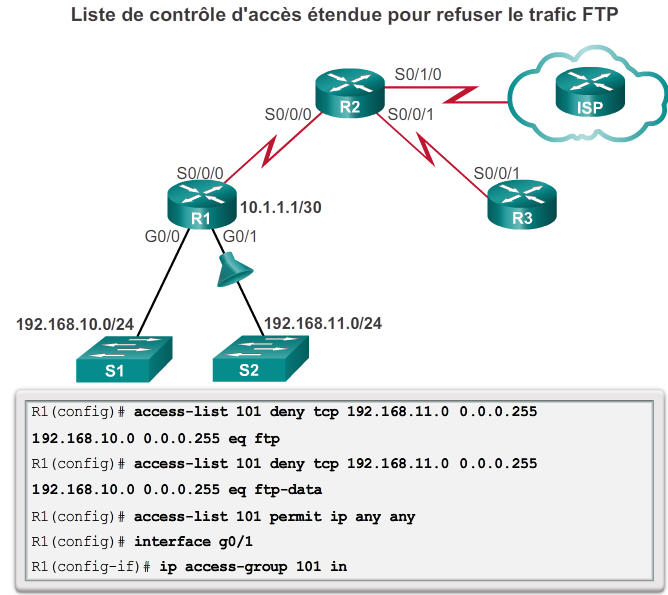 Liste de contrôle d'accès étendue pour refuser le trafic FTP
S0/1/0
ISP
R2
S0/0/0
S0/0/1
S0/0/0
S0/0/1
R1
10.1.1.1/30
R3
G0/0
G0/1
192.168.10.0/24
192.168.11.0/24
S1
S2
R1(config)# access-list 101 deny tcp 192.168.11.0 0.0.0.255
192.168.10.0 0.0.0.255 eq ftp
R1(config)# access-list 101 deny tcp 192.168.11.0 0.0.0.255
192.168.10.0 0.0.0.255 eq ftp-data
R1(config)# access-list 101 permit ip any any
R1(config)# interface g0/1
R1(config-if)# ip access-group 101 in